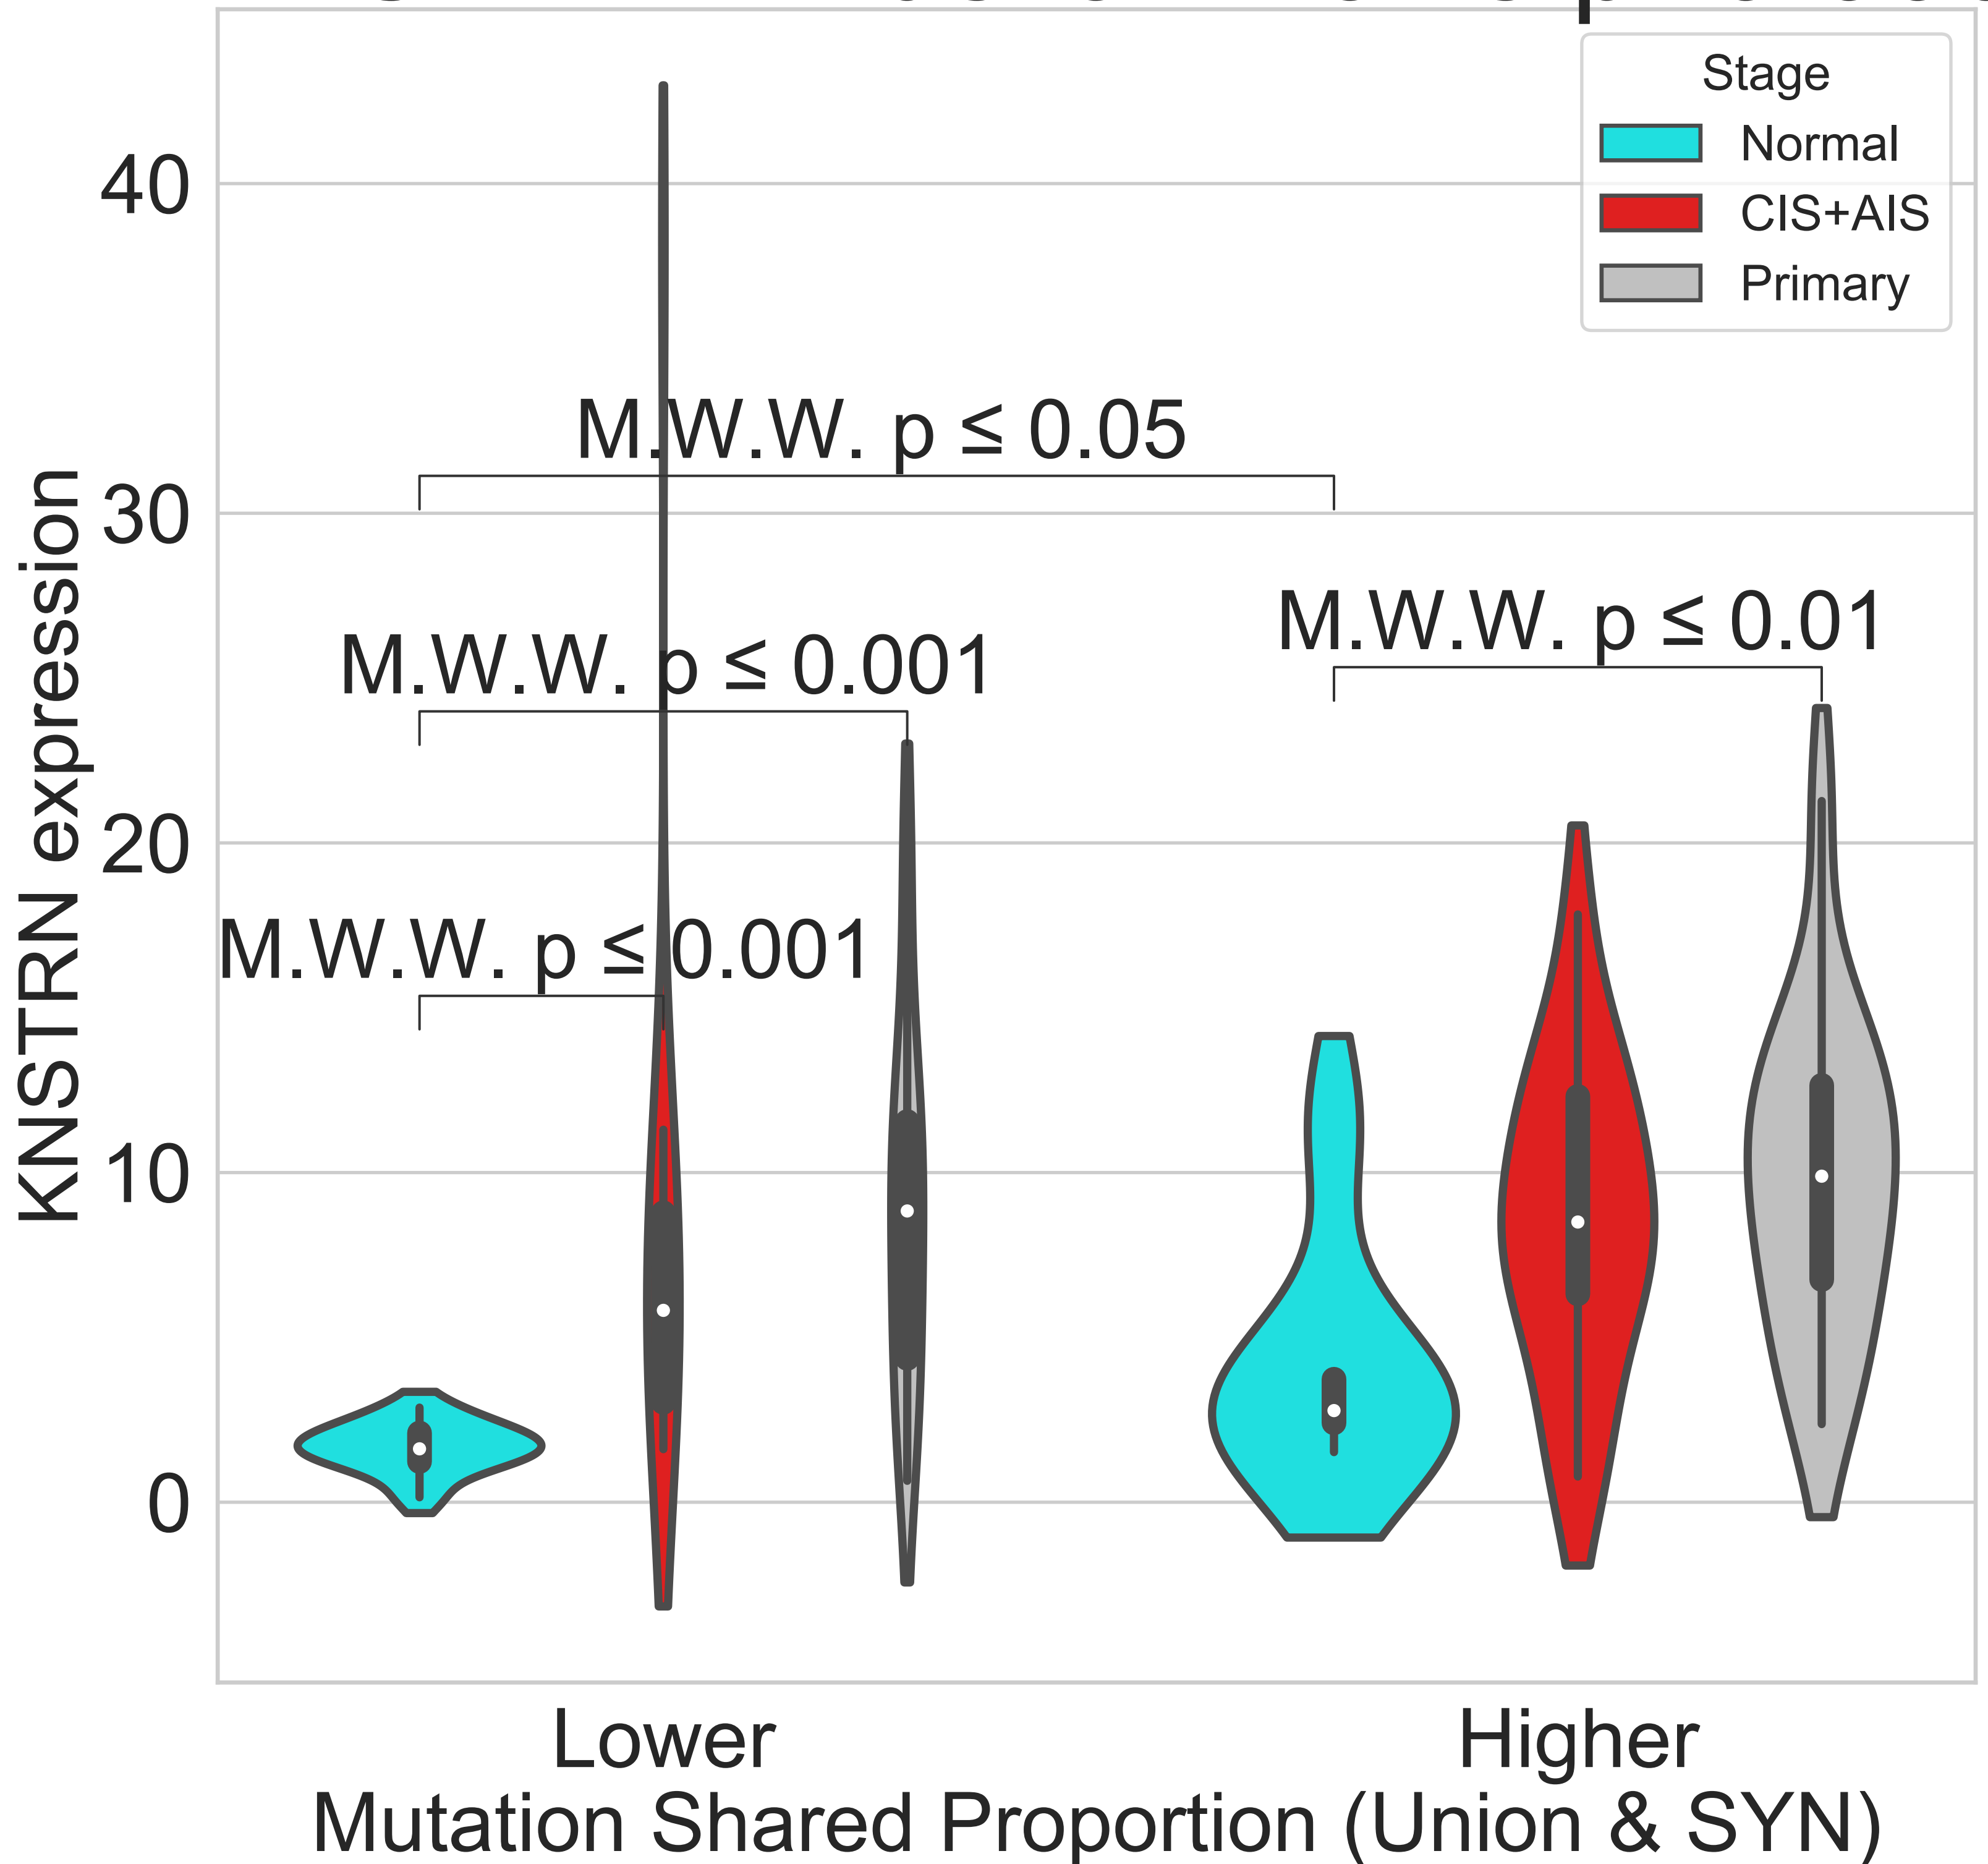 Stage
Normal
CIS+AIS
Primary
40
30
20
10
0
KNSTRN expression
M.W.W. p ≤ 0.05
M.W.W. p ≤ 0.01
M.W.W. p ≤ 0.001
M.W.W. p ≤ 0.001
Lower
Higher
Mutation Shared Proportion (Union & SYN)